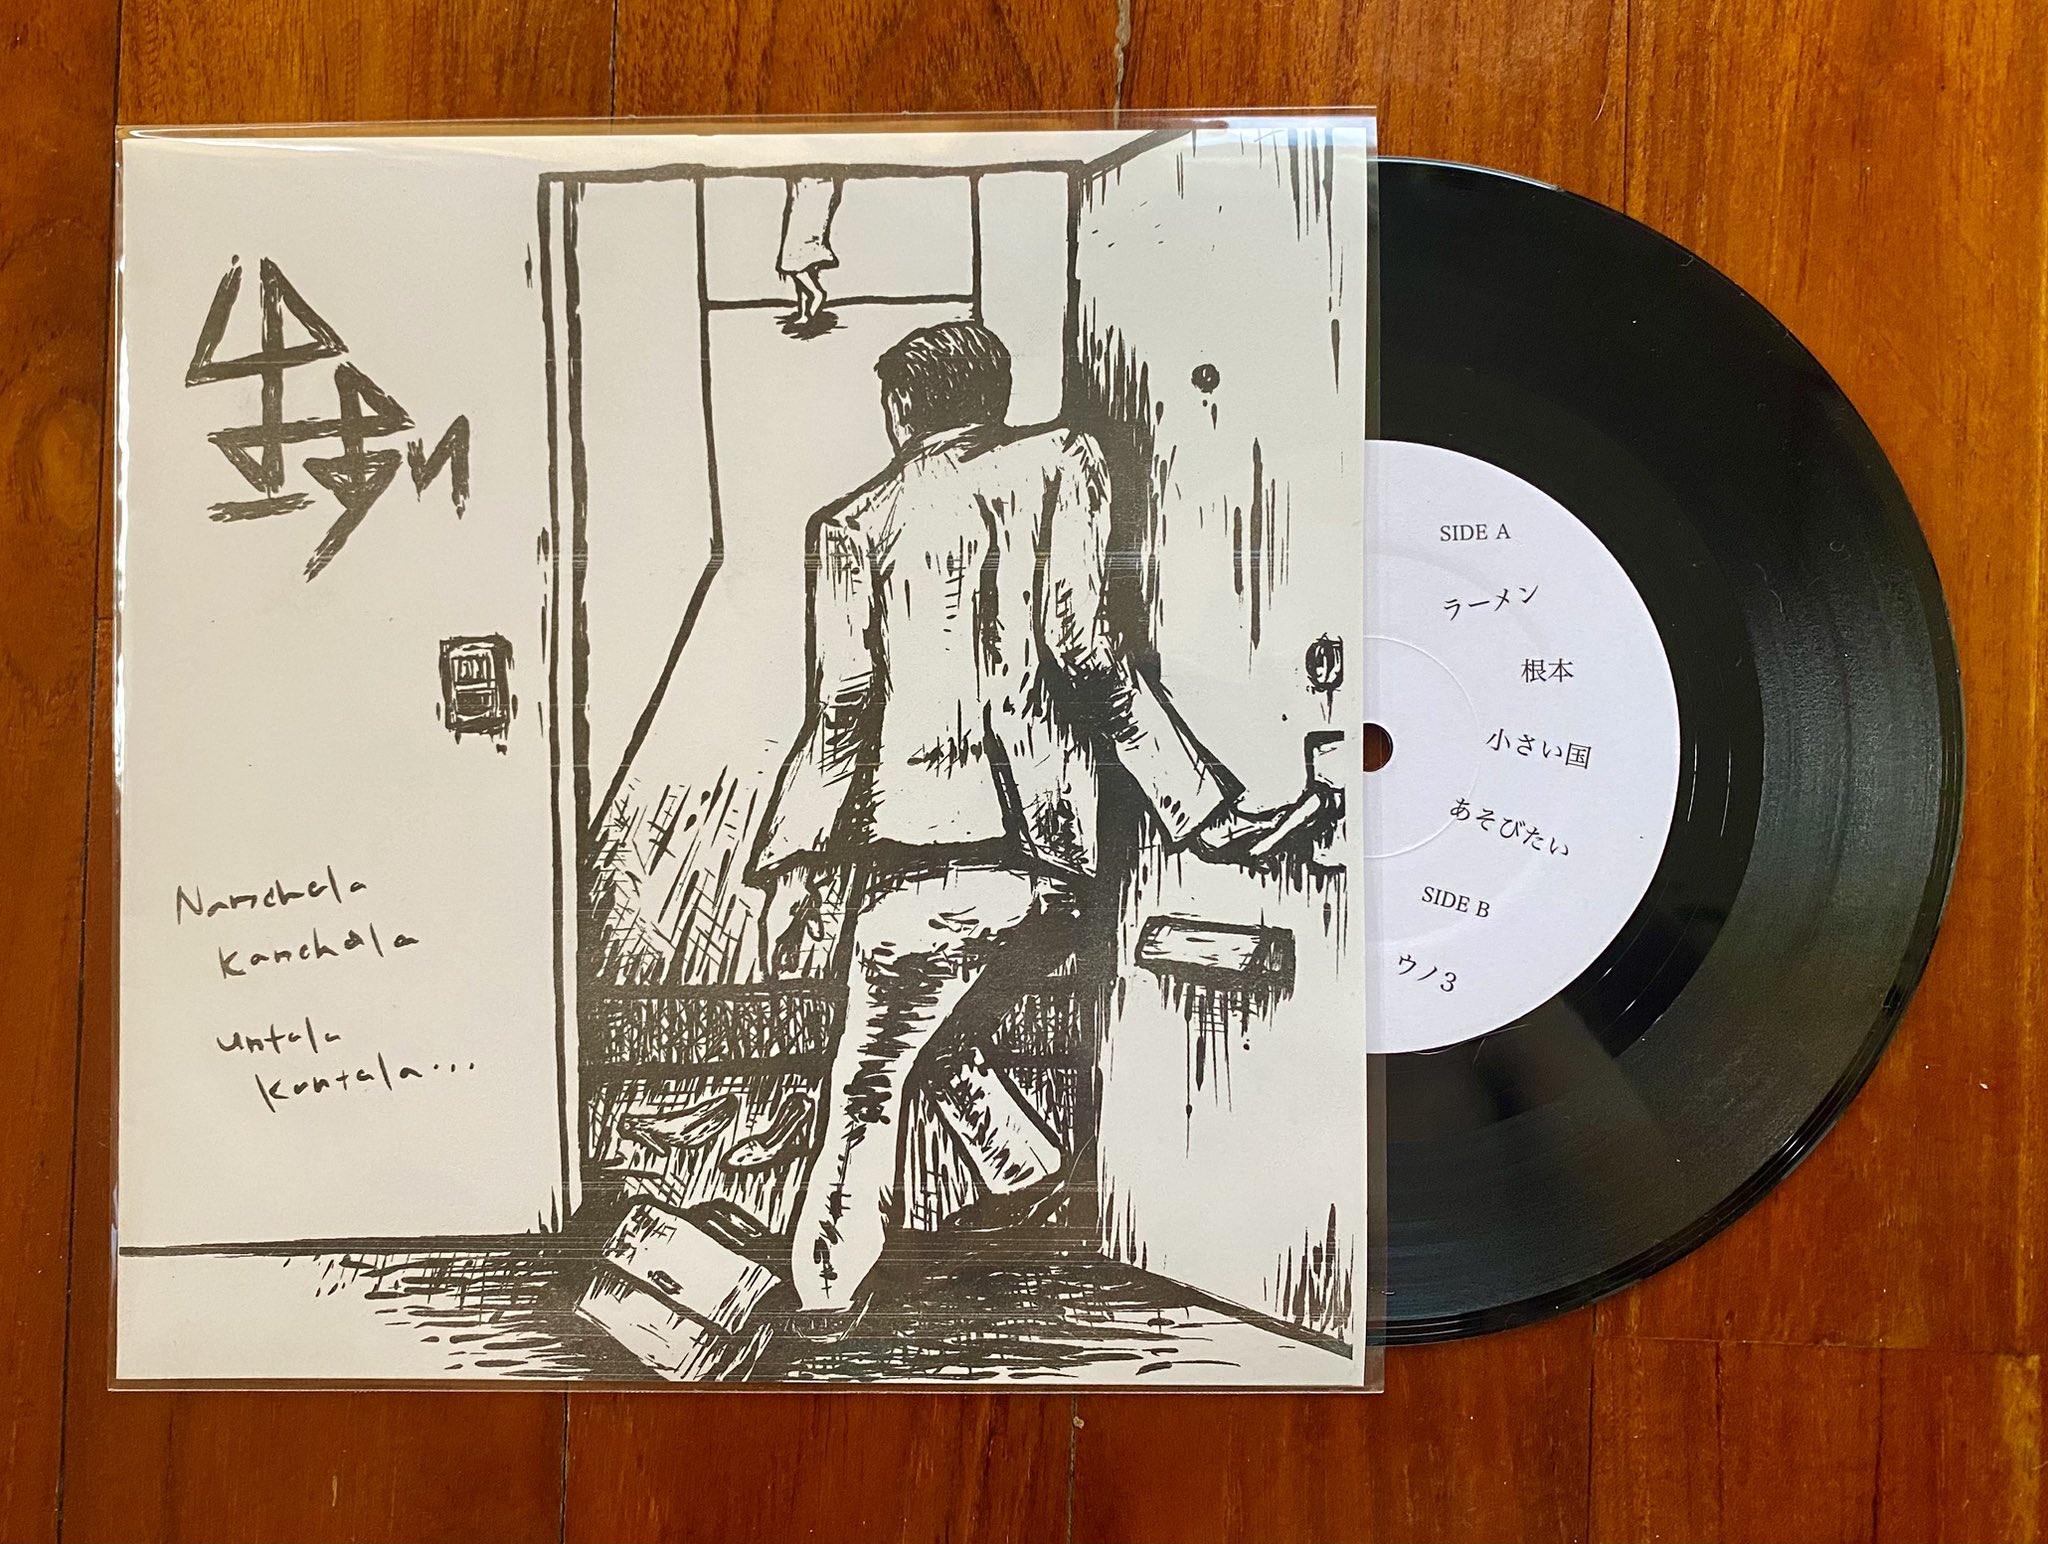 Nanchala
Kanchala
untala
kontala...
SIDE A
ラーメン
根本
小さい国
あそびたい
SIDE B
ウノ3